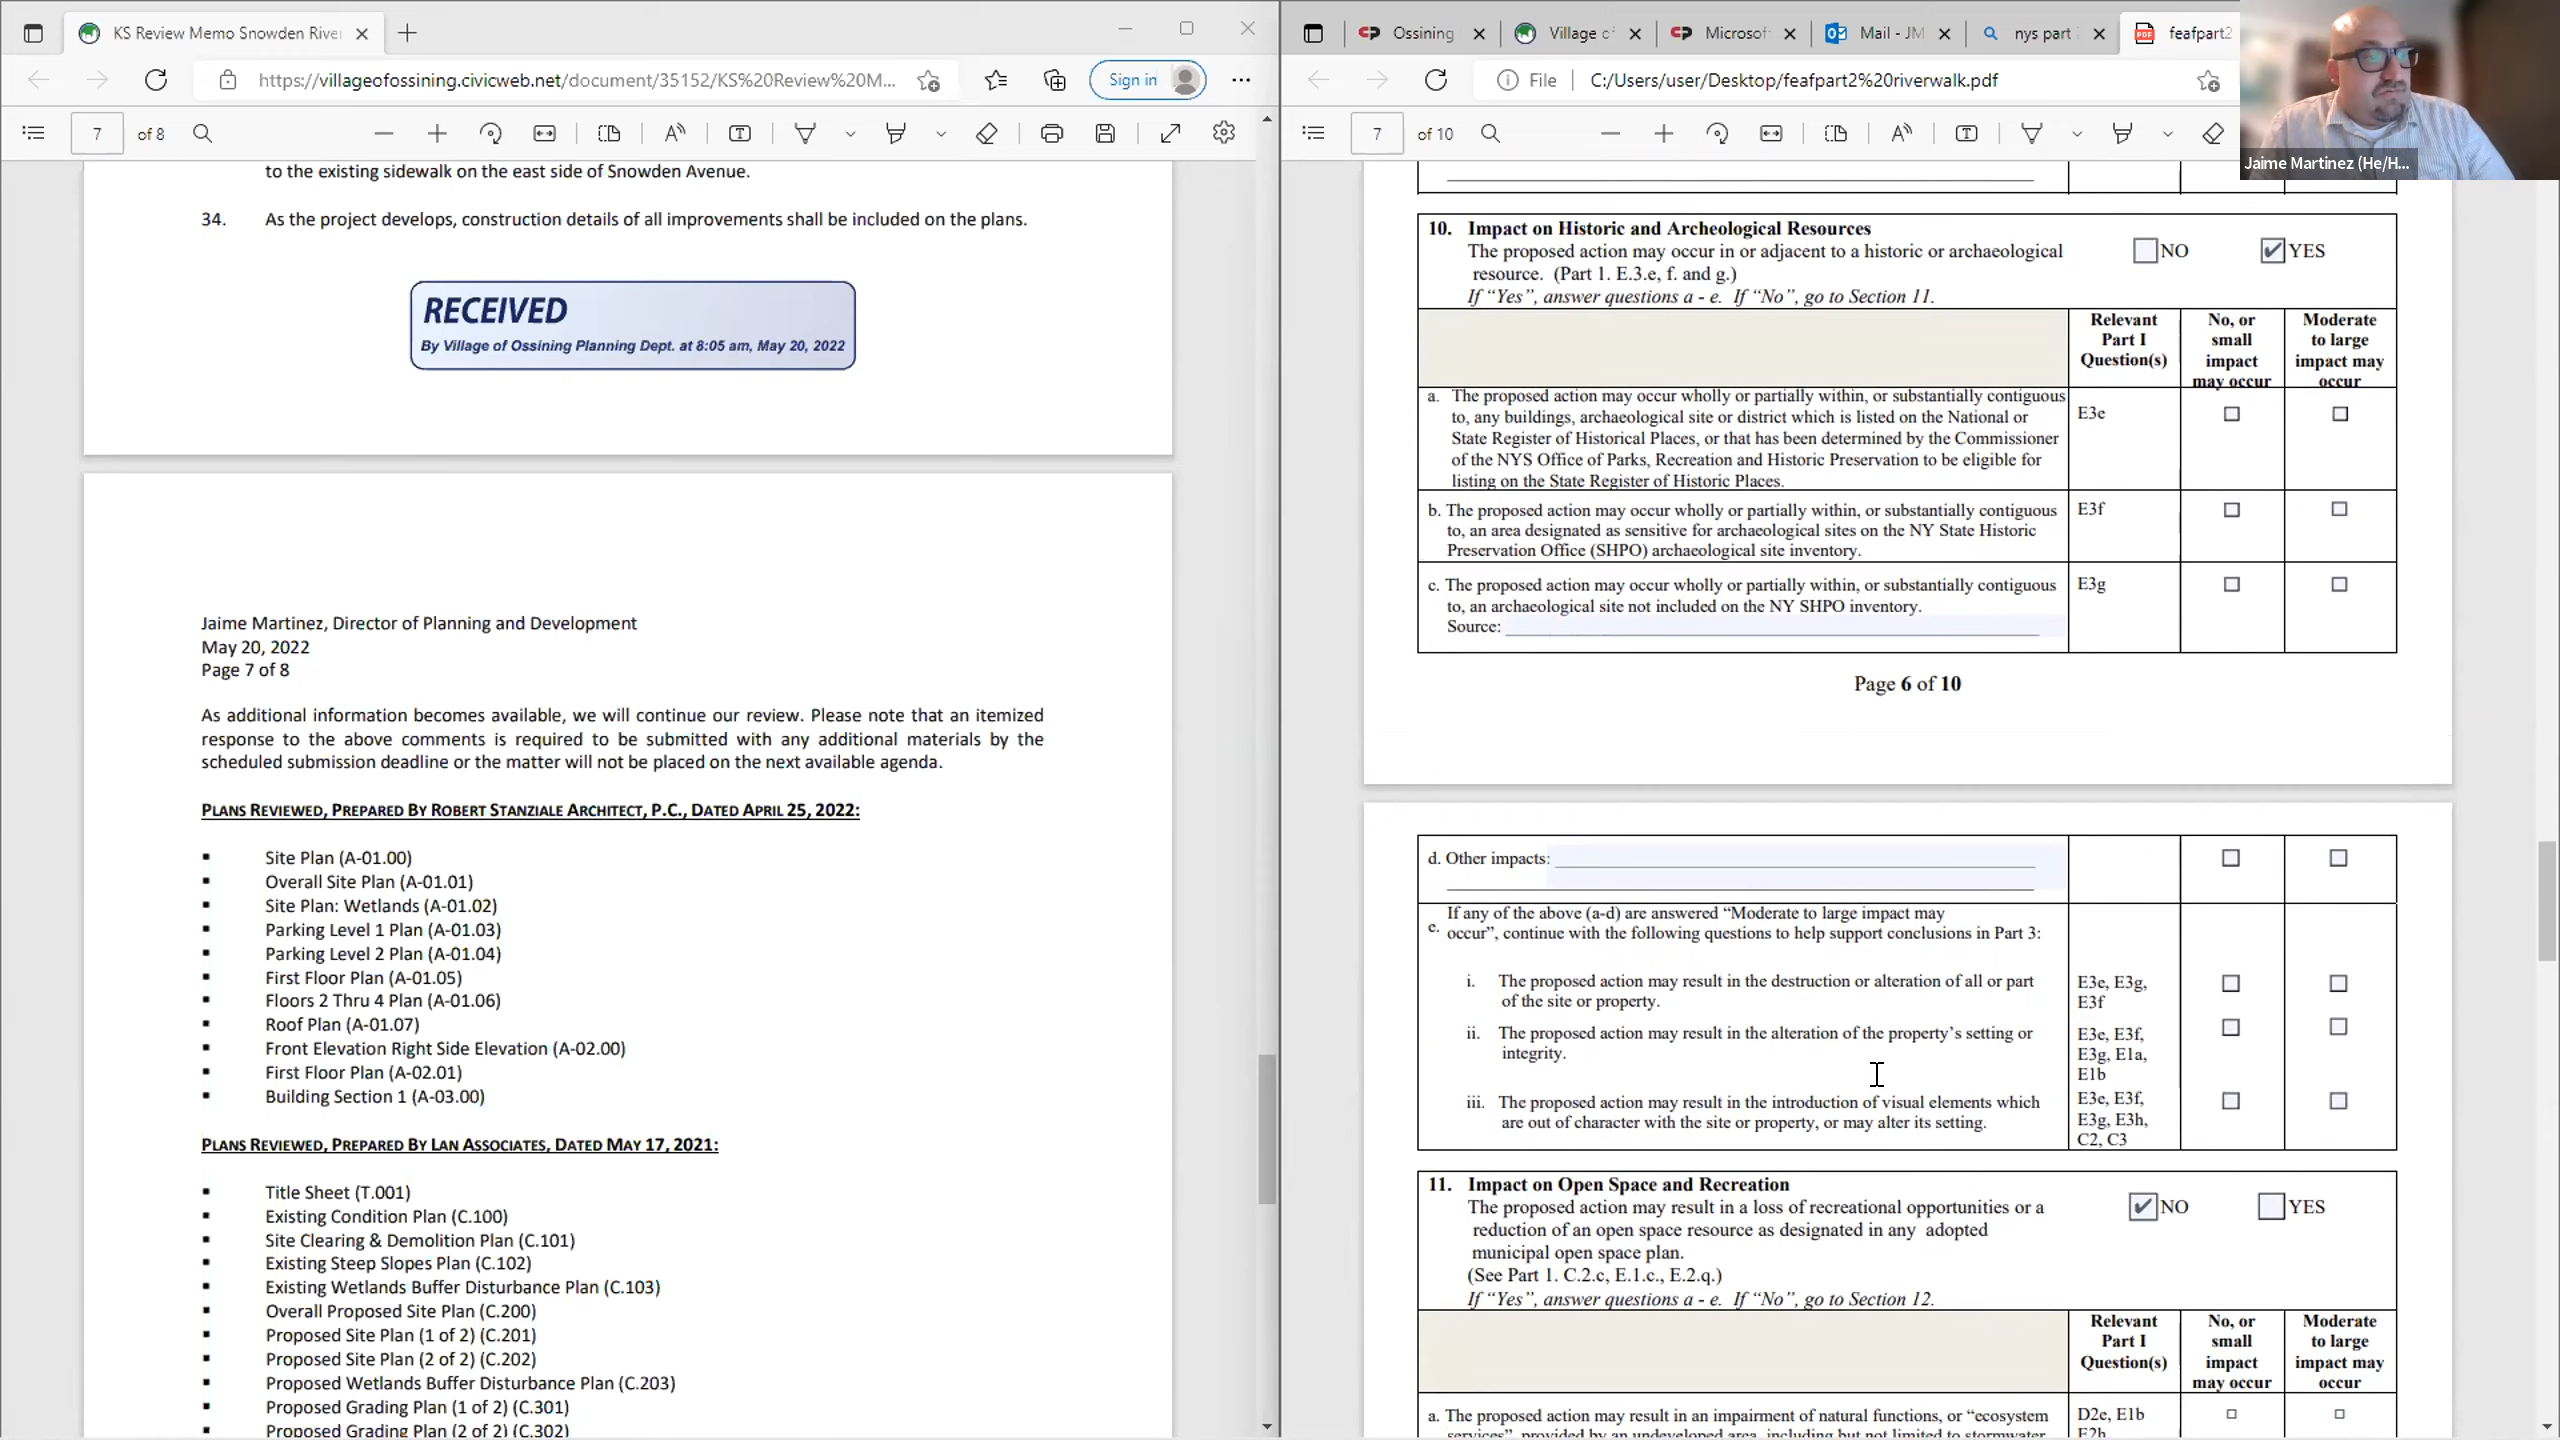 KS Review Memo Snowden River
https://villageofossining.civicweb.net/document/35152/KS%20Review%20M...
Sign in
7 of 8
to the existing sidewalk on the east side of Snowden Avenue.
34. As the project develops, construction details of all improvements shall be included on the plans.
RECEIVED
By Village of Ossining Planning Dept. at 8:05 am, May 20, 2022
Jaime Martinez, Director of Planning and Development
May 20, 2022
Page 7 of 8
As additional information becomes available, we will continue our review. Please note that an itemized
response to the above comments is required to be submitted with any additional materials by the
scheduled submission deadline or the matter will not be placed on the next available agenda.
PLANS REVIEWED, PREPARED BY ROBERT STANZIALE ARCHITECT, P.C., DATED APRIL 25, 2022:
▪ Site Plan (A-01.00)
▪ Overall Site Plan (A-01.01)
▪ Site Plan: Wetlands (A-01.02)
▪ Parking Level 1 Plan (A-01.03)
▪ Parking Level 2 Plan (A-01.04)
▪ First Floor Plan (A-01.05)
▪ Floors 2 Thru 4 Plan (A-01.06)
▪ Roof Plan (A-01.07)
▪ Front Elevation Right Side Elevation (A-02.00)
▪ First Floor Plan (A-02.01)
▪ Building Section 1 (A-03.00)
PLANS REVIEWED, PREPARED BY LAN ASSOCIATES, DATED MAY 17, 2021:
▪ Title Sheet (T.001)
▪ Existing Condition Plan (C.100)
▪ Site Clearing & Demolition Plan (C.101)
▪ Existing Steep Slopes Plan (C.102)
▪ Existing Wetlands Buffer Disturbance Plan (C.103)
▪ Overall Proposed Site Plan (C.200)
▪ Proposed Site Plan (1 of 2) (C.201)
▪ Proposed Site Plan (2 of 2) (C.202)
▪ Proposed Wetlands Buffer Disturbance Plan (C.203)
▪ Proposed Grading Plan (1 of 2) (C.301)
▪ Proposed Grading Plan (2 of 2) (C.302)
Ossining Village of Microsof Mail - JM nys part feafpart2
File C:/Users/user/Desktop/feafpart2%20riverwalk.pdf
7 of 10
Jaime Martinez (He/H...
10. Impact on Historic and Archeological Resources
The proposed action may occur in or adjacent to a historic or archaeological NO YES
resource. (Part 1. E.3.e, f. and g.)
If “Yes”, answer questions a - e. If “No”, go to Section 11.
Relevant No, or Moderate
Part I small to large
Question(s) impact impact may
may occur occur
a. The proposed action may occur wholly or partially within, or substantially contiguous E3e
to, any buildings, archaeological site or district which is listed on the National or
State Register of Historical Places, or that has been determined by the Commissioner
of the NYS Office of Parks, Recreation and Historic Preservation to be eligible for
listing on the State Register of Historic Places.
b. The proposed action may occur wholly or partially within, or substantially contiguous E3f
to, an area designated as sensitive for archaeological sites on the NY State Historic
Preservation Office (SHPO) archaeological site inventory.
c. The proposed action may occur wholly or partially within, or substantially contiguous E3g
to, an archaeological site not included on the NY SHPO inventory.
Source:
Page 6 of 10
d. Other impacts:
If any of the above (a-d) are answered “Moderate to large impact may
e. occur”, continue with the following questions to help support conclusions in Part 3:
i. The proposed action may result in the destruction or alteration of all or part E3e, E3g,
of the site or property. E3f
ii. The proposed action may result in the alteration of the property’s setting or E3e, E3f,
integrity. E3g, E1a,
E1b
iii. The proposed action may result in the introduction of visual elements which E3e, E3f,
are out of character with the site or property, or may alter its setting. E3g, E3h,
C2, C3
11. Impact on Open Space and Recreation
The proposed action may result in a loss of recreational opportunities or a NO YES
reduction of an open space resource as designated in any adopted
municipal open space plan.
(See Part 1. C.2.c, E.1.c., E.2.q.)
If “Yes”, answer questions a - e. If “No”, go to Section 12.
Relevant No, or Moderate
Part I small to large
Question(s) impact impact may
may occur occur
a. The proposed action may result in an impairment of natural functions, or “ecosystem D2e, E1b
services”, provided by an undeveloped area, including but not limited to stormwater E2h